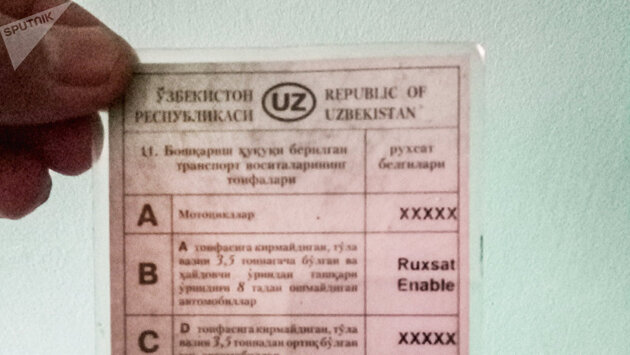 SPUTNIK
ЎЗБЕКИСТОН РЕСПУБЛИКАСИ
UZ
REPUBLIC OF UZBEKISTAN
11. Бошқариш ҳуқуқи берилган
транспорт воситаларининг
тоифалари
рухсат
белгилари
A
Мотоцикллар
XXXXX
B
A тоифасига кирмайдиган, тўла
вазни 3,5 тоннагача бўлган ва
ҳайдовчи ўриндан ташқари
ўриндиғи 8 тадан ошмайдиган
автомобиллар
Ruxsat
Enable
C
D тоифасига кирмайдиган, тўла
вазни 3,5 тоннадан ортиқ бўлган
XXXXX